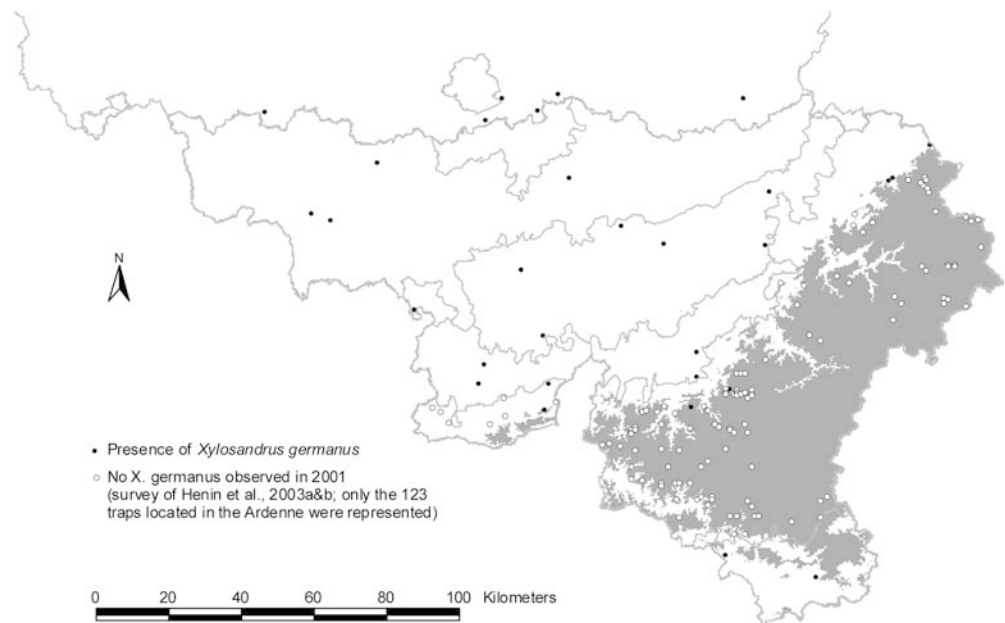 N
• Presence of Xylosandrus germanus
○ No X. germanus observed in 2001
(survey of Henin et al., 2003a&b; only the 123
traps located in the Ardenne were represented)
0 20 40 60 80 100 Kilometers